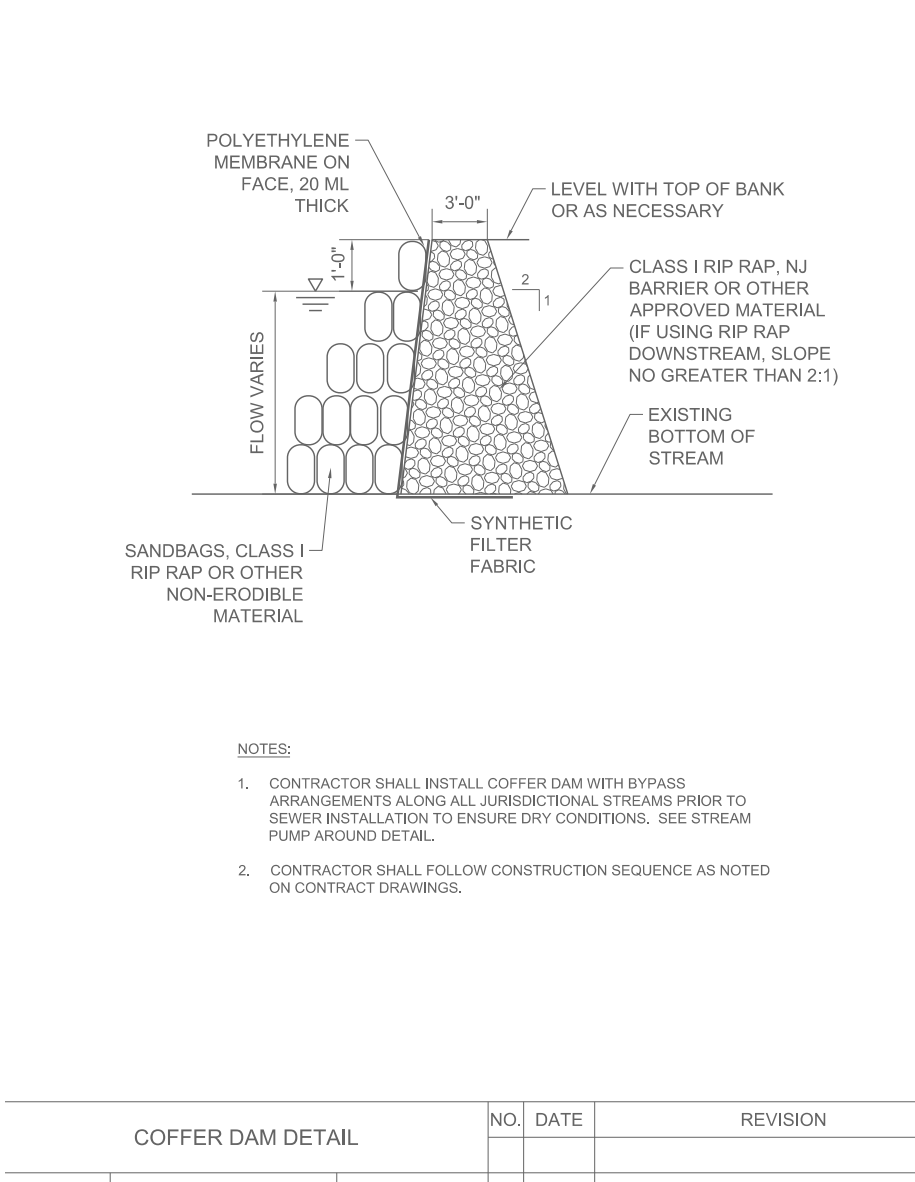 POLYETHYLENE
MEMBRANE ON
FACE, 20 ML
THICK
3'-0"
LEVEL WITH TOP OF BANK
OR AS NECESSARY
1'-0"
2
1
CLASS I RIP RAP, NJ
BARRIER OR OTHER
APPROVED MATERIAL
(IF USING RIP RAP
DOWNSTREAM, SLOPE
NO GREATER THAN 2:1)
FLOW VARIES
EXISTING
BOTTOM OF
STREAM
SYNTHETIC
FILTER
FABRIC
SANDBAGS, CLASS I
RIP RAP OR OTHER
NON-ERODIBLE
MATERIAL
NOTES:
1. CONTRACTOR SHALL INSTALL COFFER DAM WITH BYPASS
ARRANGEMENTS ALONG ALL JURISDICTIONAL STREAMS PRIOR TO
SEWER INSTALLATION TO ENSURE DRY CONDITIONS. SEE STREAM
PUMP AROUND DETAIL.
2. CONTRACTOR SHALL FOLLOW CONSTRUCTION SEQUENCE AS NOTED
ON CONTRACT DRAWINGS.
COFFER DAM DETAIL
NO. DATE REVISION